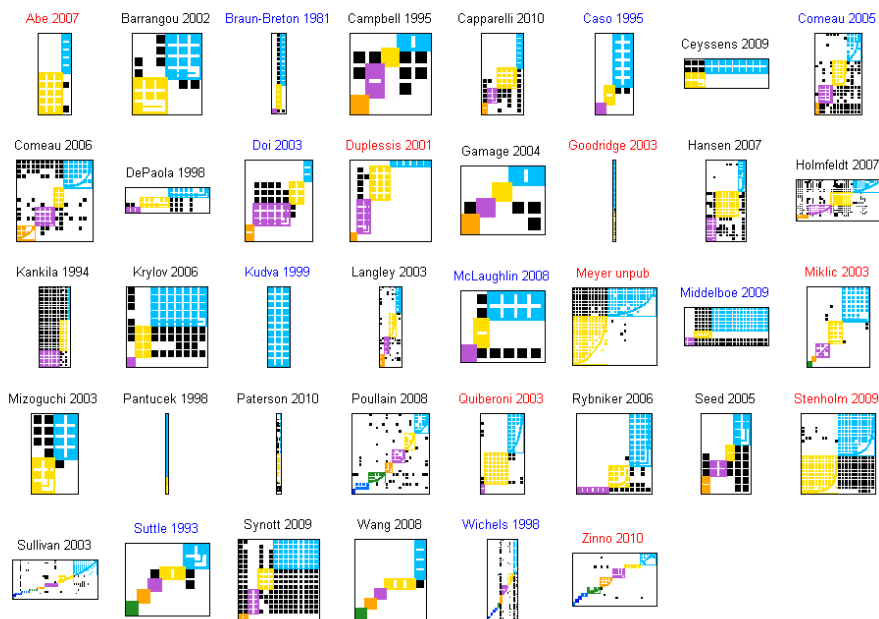 Abe 2007
Barrangou 2002
Braun-Breton 1981
Campbell 1995
Capparelli 2010
Caso 1995
Ceyssens 2009
Comeau 2005
Comeau 2006
DePaola 1998
Doi 2003
Duplessis 2001
Gamage 2004
Goodridge 2003
Hansen 2007
Holmfeldt 2007
Kankila 1994
Krylov 2006
Kudva 1999
Langley 2003
McLaughlin 2008
Meyer unpub
Middelboe 2009
Miklic 2003
Mizoguchi 2003
Pantucek 1998
Paterson 2010
Poullain 2008
Quiberoni 2003
Rybniker 2006
Seed 2005
Stenholm 2009
Sullivan 2003
Suttle 1993
Synott 2009
Wang 2008
Wichels 1998
Zinno 2010